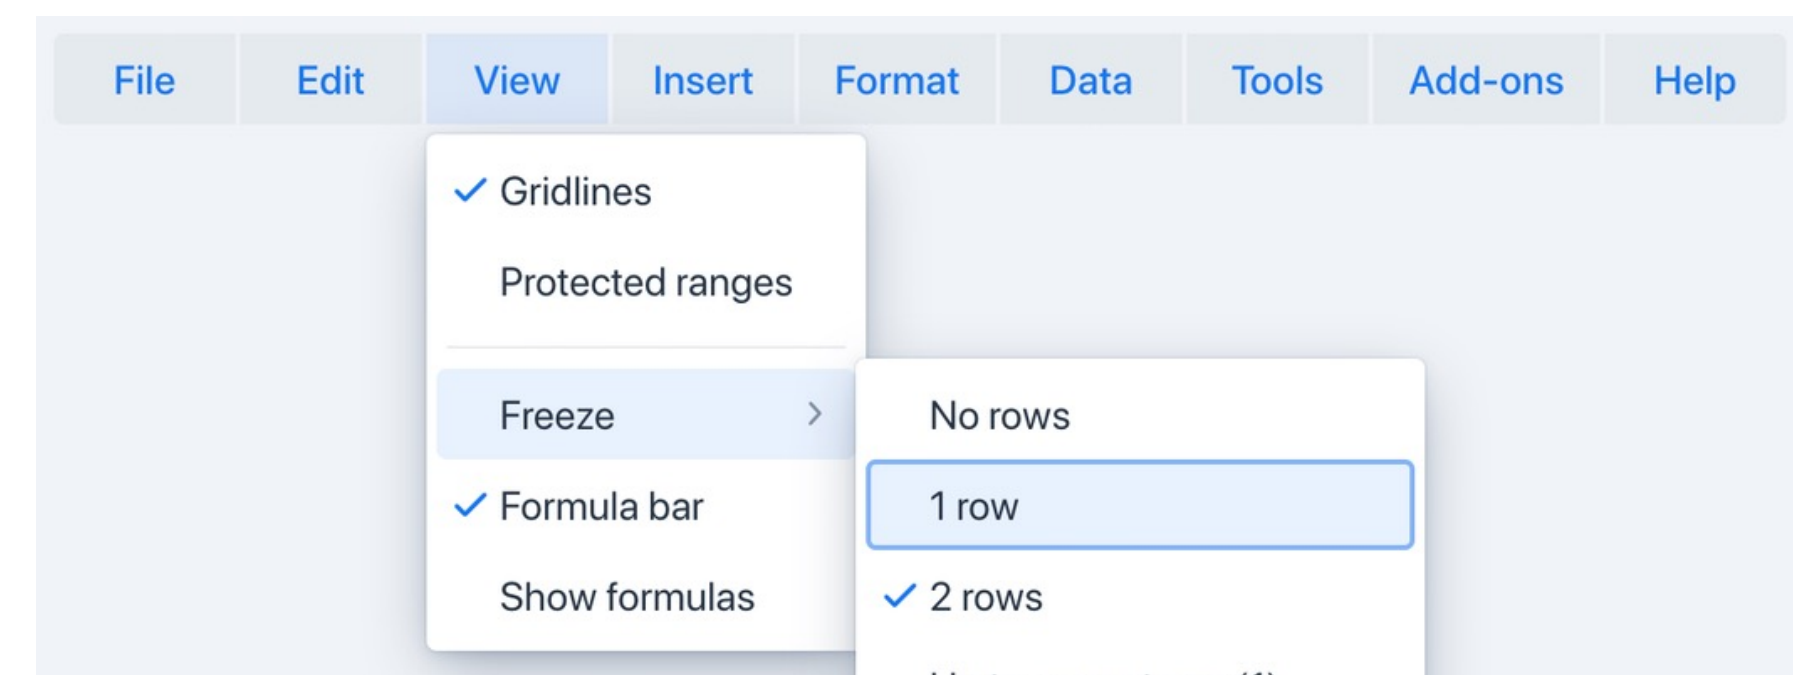 File Edit View Insert Format Data Tools Add-ons Help
Gridlines
Protected ranges
Freeze
Formula bar
Show formulas
No rows
1 row
2 rows